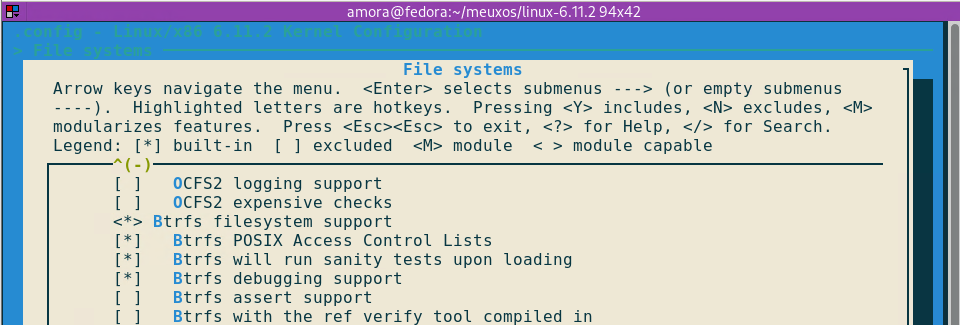 amora@fedora:~/meuxos/linux-6.11.2 94x42
.config - Linux/x86 6.11.2 Kernel Configuration
> File systems
File systems
Arrow keys navigate the menu.  <Enter> selects submenus ---> (or empty submenus
----).  Highlighted letters are hotkeys.  Pressing <Y> includes, <N> excludes, <M>
modularizes features.  Press <Esc><Esc> to exit, <?> for Help, </> for Search.
Legend: [*] built-in  [ ] excluded  <M> module  < > module capable
^(-)
[ ]   OCFS2 logging support
[ ]   OCFS2 expensive checks
<*> Btrfs filesystem support
[*]   Btrfs POSIX Access Control Lists
[*]   Btrfs will run sanity tests upon loading
[*]   Btrfs debugging support
[ ]   Btrfs assert support
[ ]   Btrfs with the ref verify tool compiled in